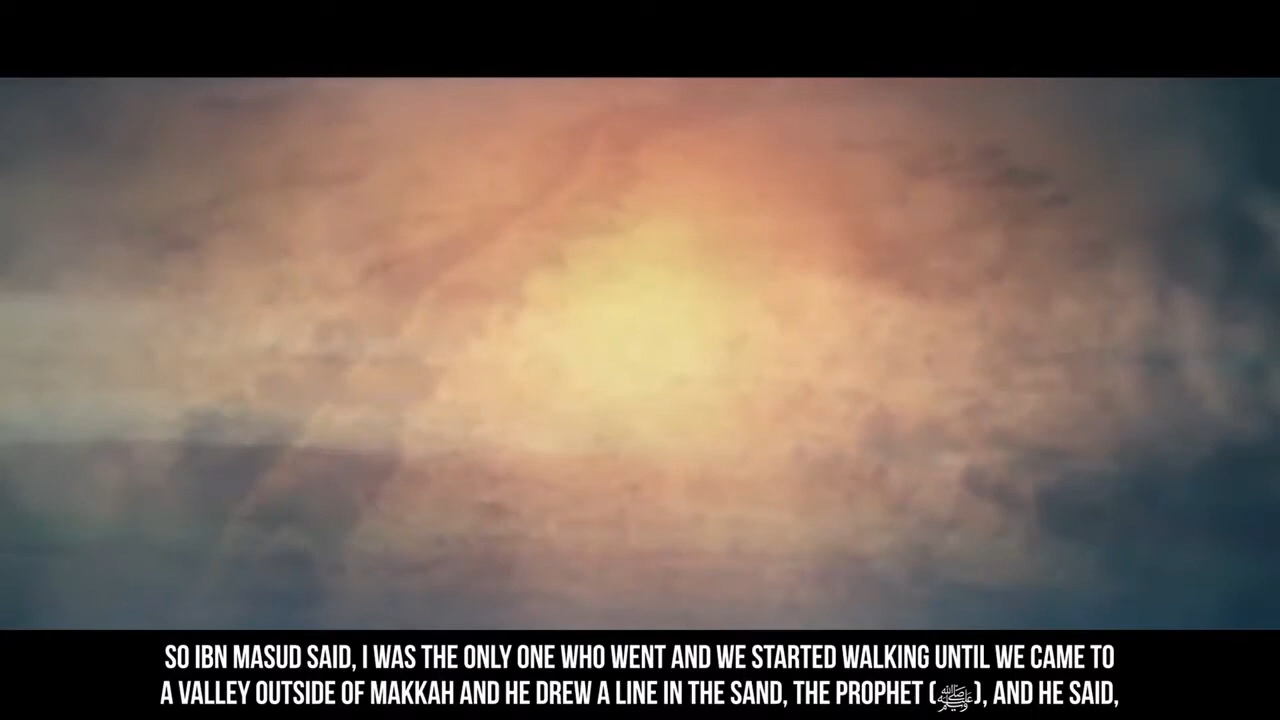 SO IBN MASUD SAID, I WAS THE ONLY ONE WHO WENT AND WE STARTED WALKING UNTIL WE CAME TO
A VALLEY OUTSIDE OF MAKKAH AND HE DREW A LINE IN THE SAND, THE PROPHET (ﷺ), AND HE SAID,